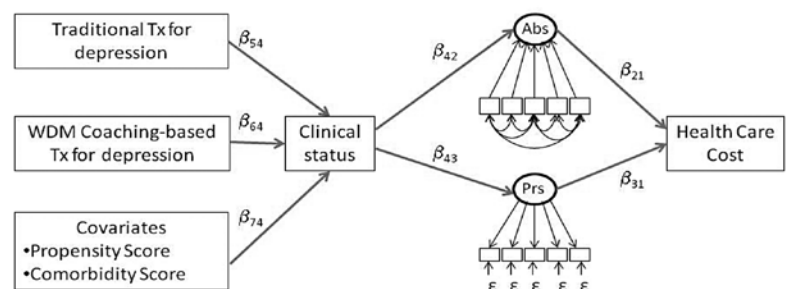 Traditional Tx for
depression
β54
WDM Coaching-based
Tx for depression
β64
Covariates
•Propensity Score
•Comorbidity Score
β74
Clinical
status
β42
β43
Abs
Prs
ε ε ε ε ε
β21
β31
Health Care
Cost